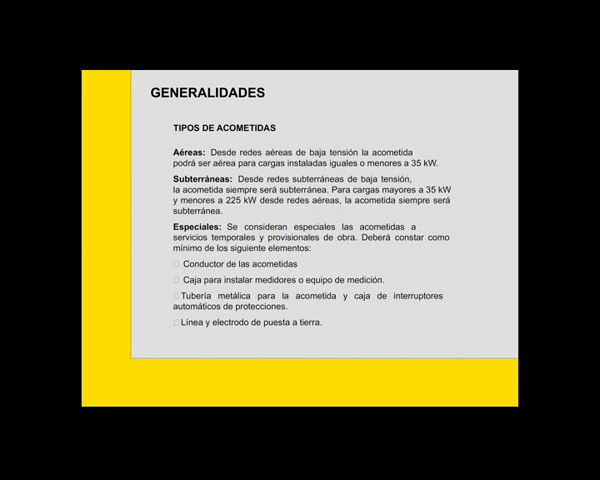 GENERALIDADES
TIPOS DE ACOMETIDAS
Aéreas: Desde redes aéreas de baja tensión la acometida
podrá ser aérea para cargas instaladas iguales o menores a 35 kW.
Subterráneas: Desde redes subterráneas de baja tensión,
la acometida siempre será subterránea. Para cargas mayores a 35 kW
y menores a 225 kW desde redes aéreas, la acometida siempre será
subterránea.
Especiales: Se consideran especiales las acometidas a
servicios temporales y provisionales de obra. Deberá constar como
mínimo de los siguiente elementos:
Conductor de las acometidas
Caja para instalar medidores o equipo de medición.
Tubería metálica para la acometida y caja de interruptores
automáticos de protecciones.
Línea y electrodo de puesta a tierra.